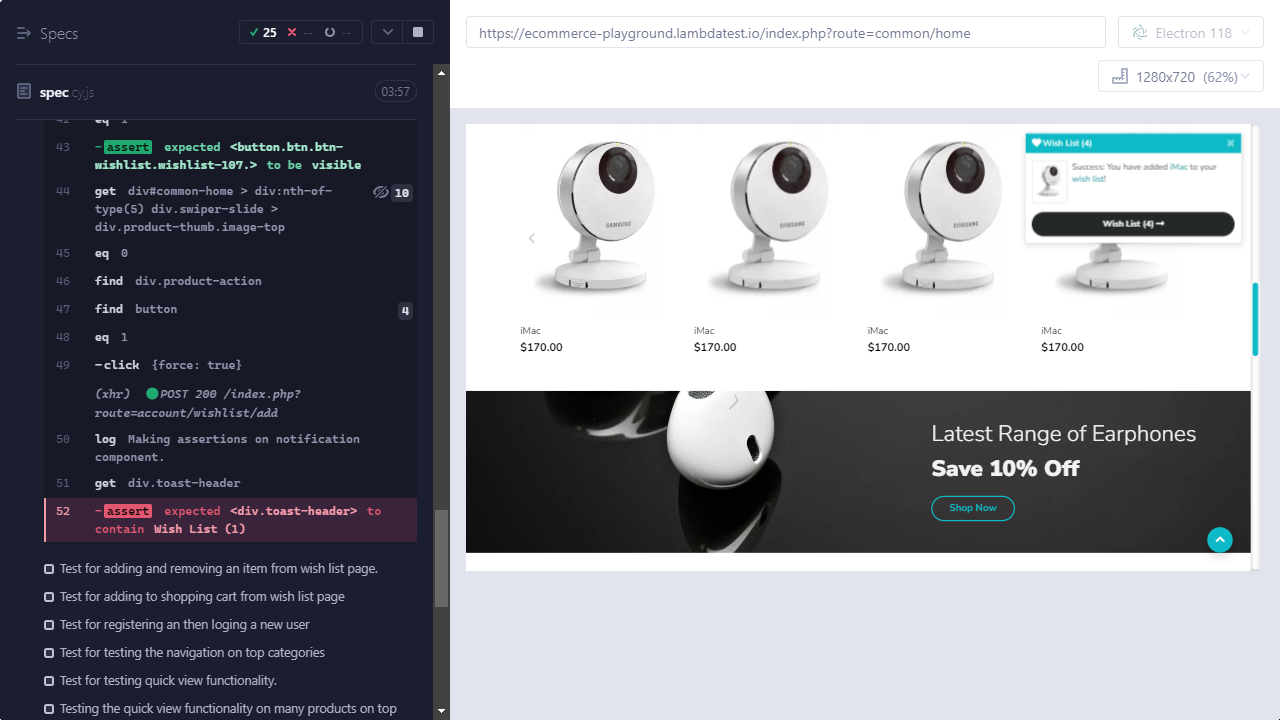 Specs
25
--
--
spec.cy.js
03:57
42 eq 1
43 -assert expected <button.btn.btn-
wishlist.wishlist-107.> to be visible
44 get div#common-home > div:nth-of-
type(5) div.swiper-slide >
div.product-thumb.image-top
10
45 eq 0
46 find div.product-action
47 find button
4
48 eq 1
49 -click {force: true}
(xhr) POST 200 /index.php?
route=account/wishlist/add
50 log Making assertions on notification
component.
51 get div.toast-header
52 -assert expected <div.toast-header> to
contain Wish List (1)
Test for adding and removing an item from wish list page.
Test for adding to shopping cart from wish list page
Test for registering an then loging a new user
Test for testing the navigation on top categories
Test for testing quick view functionality.
Testing the quick view functionality on many products on top
https://ecommerce-playground.lambdatest.io/index.php?route=common/home
Electron 118
1280x720 (62%)
Wish List (4)
Success: You have added iMac to your
wish list!
Wish List (4)
SAMSUNG
SAMSUNG
SAMSUNG
iMac
$170.00
iMac
$170.00
iMac
$170.00
iMac
$170.00
Latest Range of Earphones
Save 10% Off
Shop Now